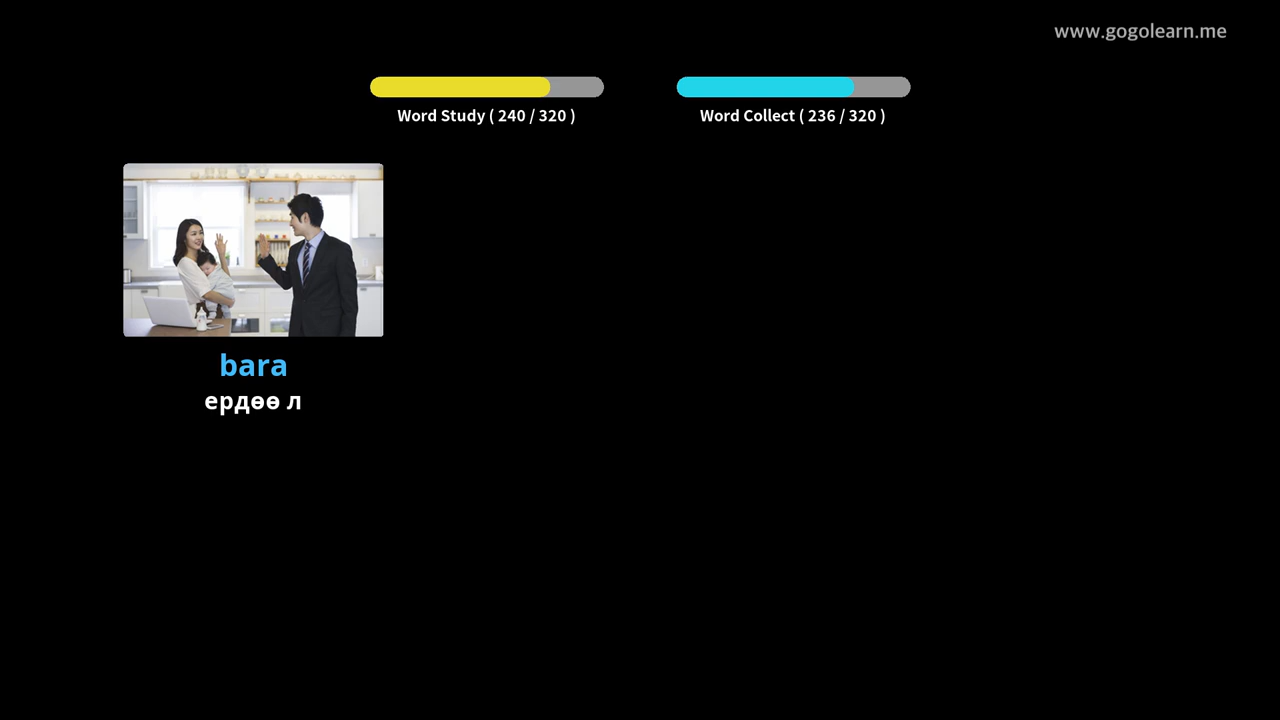 www.gogolearn.me
Word Study ( 240 / 320 )
Word Collect ( 236 / 320 )
bara
ердөө л